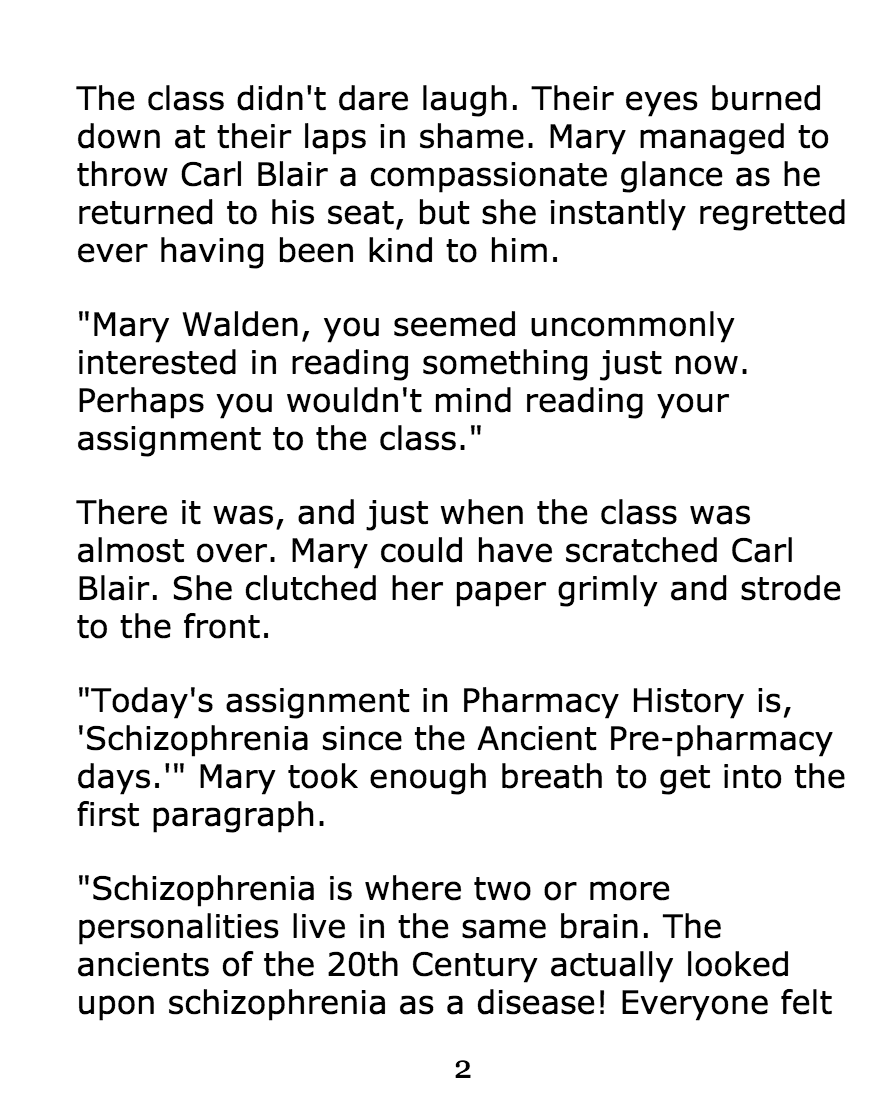 The class didn't dare laugh. Their eyes burned
down at their laps in shame. Mary managed to
throw Carl Blair a compassionate glance as he
returned to his seat, but she instantly regretted
ever having been kind to him.
"Mary Walden, you seemed uncommonly
interested in reading something just now.
Perhaps you wouldn't mind reading your
assignment to the class."
There it was, and just when the class was
almost over. Mary could have scratched Carl
Blair. She clutched her paper grimly and strode
to the front.
"Today's assignment in Pharmacy History is,
'Schizophrenia since the Ancient Pre-pharmacy
days.'" Mary took enough breath to get into the
first paragraph.
"Schizophrenia is where two or more
personalities live in the same brain. The
ancients of the 20th Century actually looked
upon schizophrenia as a disease! Everyone felt
2